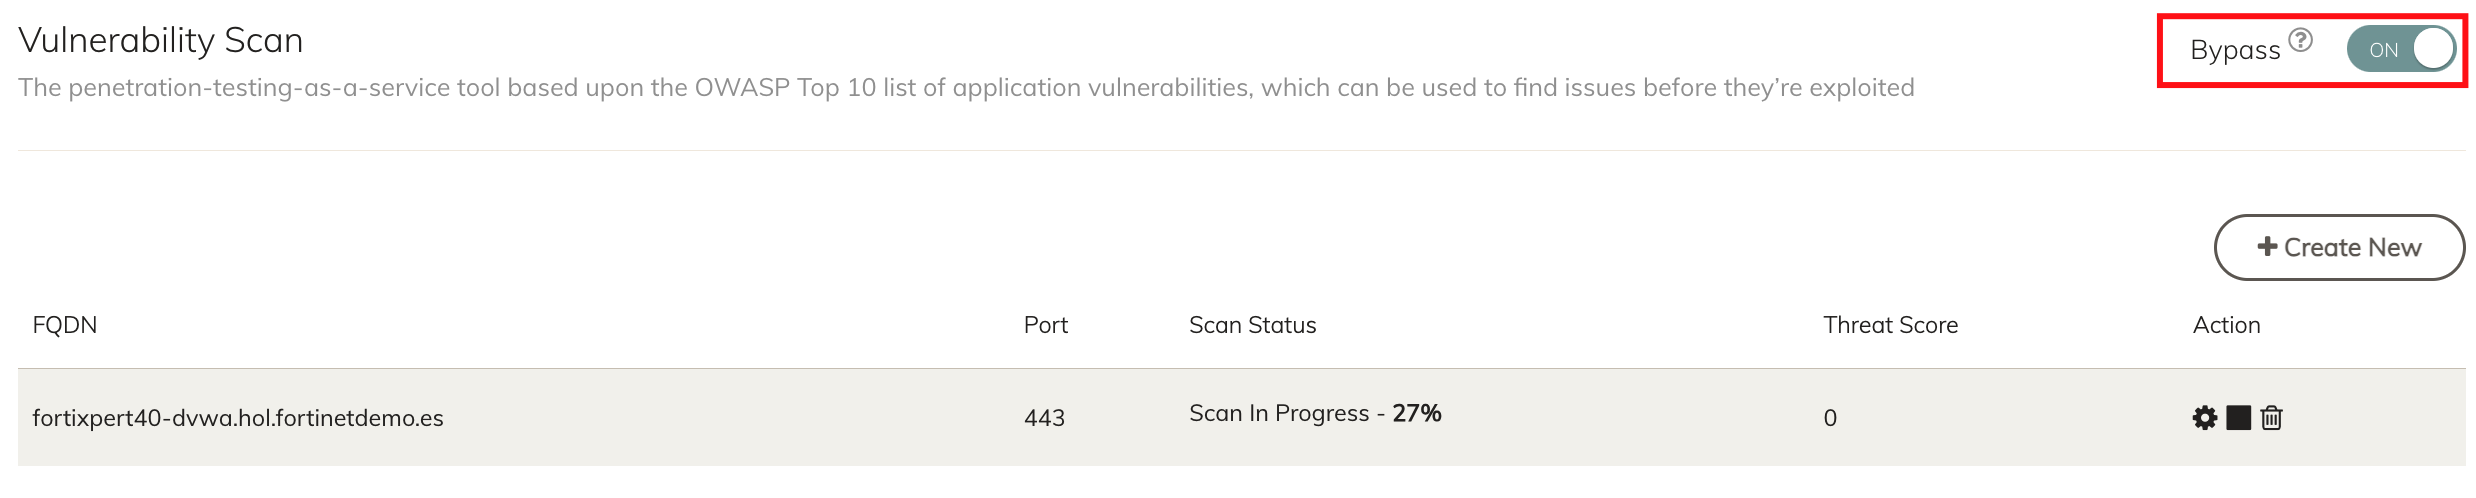 Vulnerability Scan
Bypass ? ON
The penetration-testing-as-a-service tool based upon the OWASP Top 10 list of application vulnerabilities, which can be used to find issues before they’re exploited
+ Create New
FQDN Port Scan Status Threat Score Action
fortixpert40-dvwa.hol.fortinetdemo.es 443 Scan In Progress - 27% 0